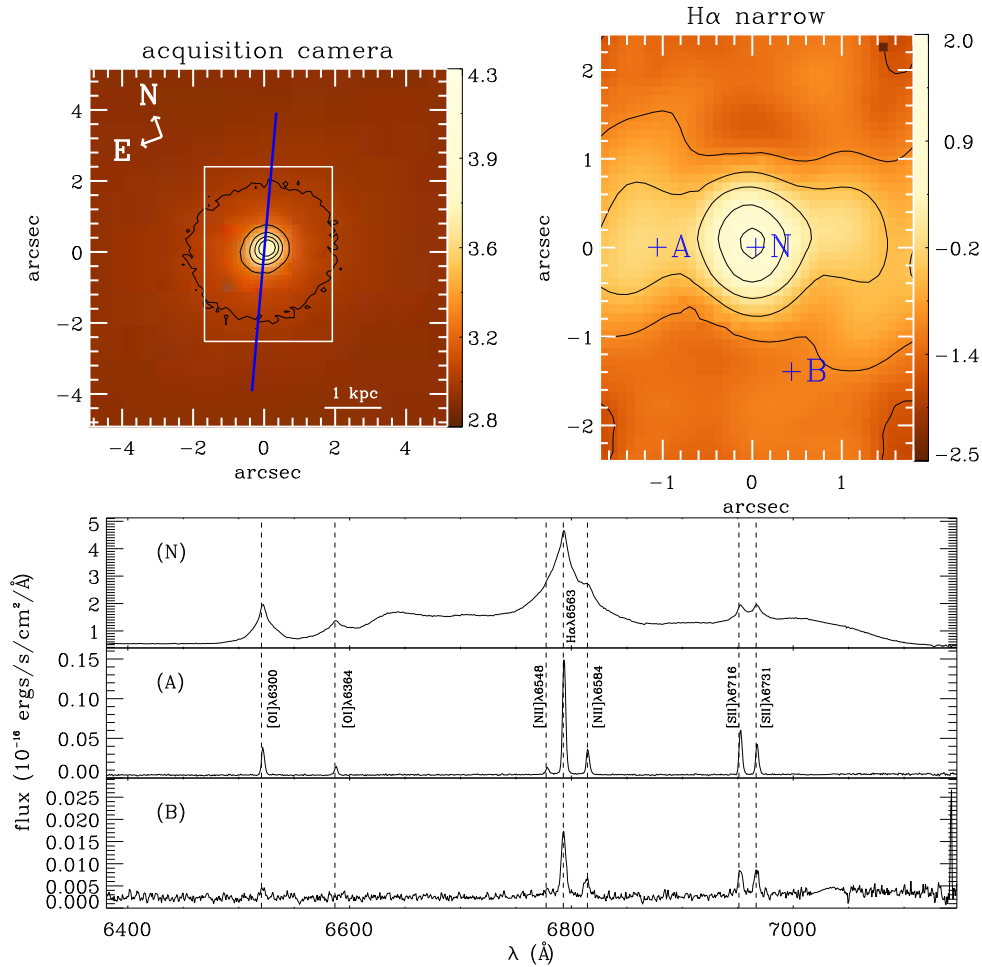 acquisition camera
N
E
1 kpc
4
2
0
−2
−4
−4
−2
0
2
4
arcsec
arcsec
4.3
3.9
3.6
3.2
2.8
Hα narrow
A
N
B
2
1
0
−1
−2
−1
0
1
arcsec
arcsec
2.0
0.9
−0.2
−1.4
−2.5
(N)
5
4
3
2
1
Hαλ6563
(A)
0.15
0.10
0.05
0.00
[OI]λ6300
[OI]λ6364
[NII]λ6548
[NII]λ6584
[SII]λ6716
[SII]λ6731
(B)
0.025
0.020
0.015
0.010
0.005
0.000
flux (10⁻¹⁶ ergs/s/cm²/Å)
6400
6600
6800
7000
λ (Å)